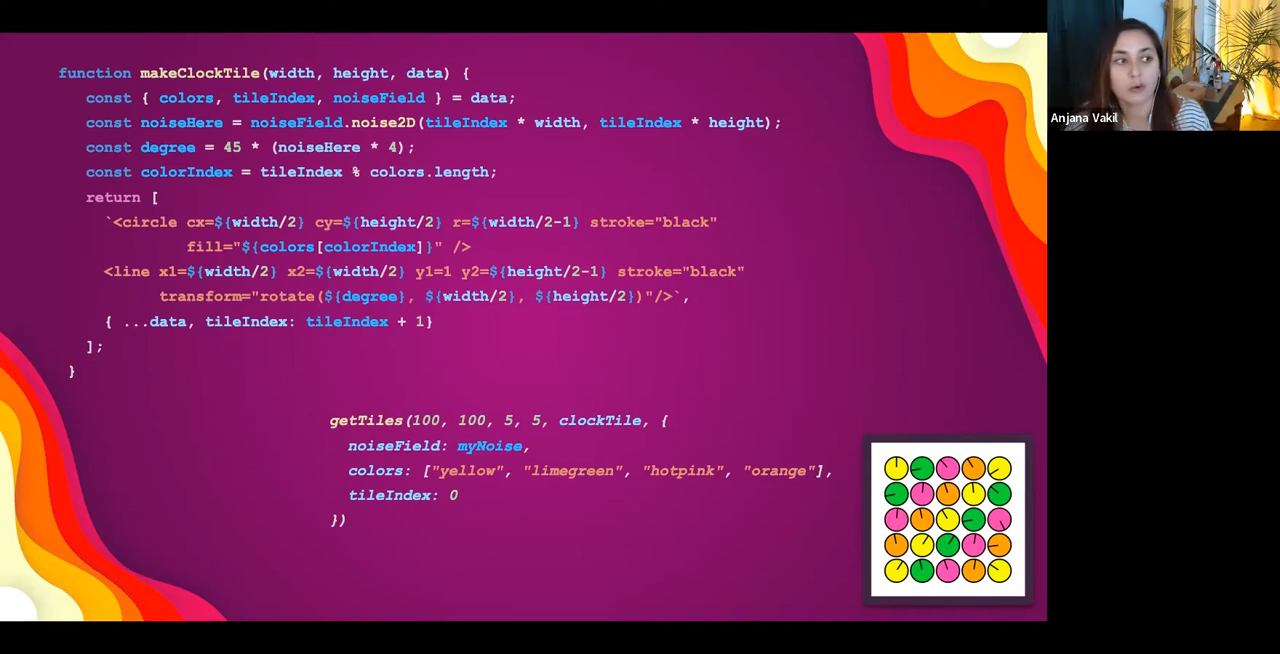 function makeClockTile(width, height, data) {
const { colors, tileIndex, noiseField } = data;
const noiseHere = noiseField.noise2D(tileIndex * width, tileIndex * height);
const degree = 45 * (noiseHere * 4);
const colorIndex = tileIndex % colors.length;
return [
`<circle cx=${width/2} cy=${height/2} r=${width/2-1} stroke="black"
fill="${colors[colorIndex]}" />
<line x1=${width/2} x2=${width/2} y1=1 y2=${height/2-1} stroke="black"
transform="rotate(${degree}, ${width/2}, ${height/2})"/>`,
{ ...data, tileIndex: tileIndex + 1}
];
}
getTiles(100, 100, 5, 5, clockTile, {
noiseField: myNoise,
colors: ["yellow", "limegreen", "hotpink", "orange"],
tileIndex: 0
})
Anjana Vakil